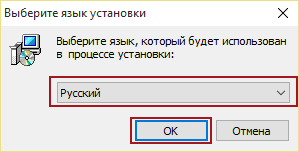 Выберите язык установки
Выберите язык, который будет использован
в процессе установки:
Русский
OK
Отмена